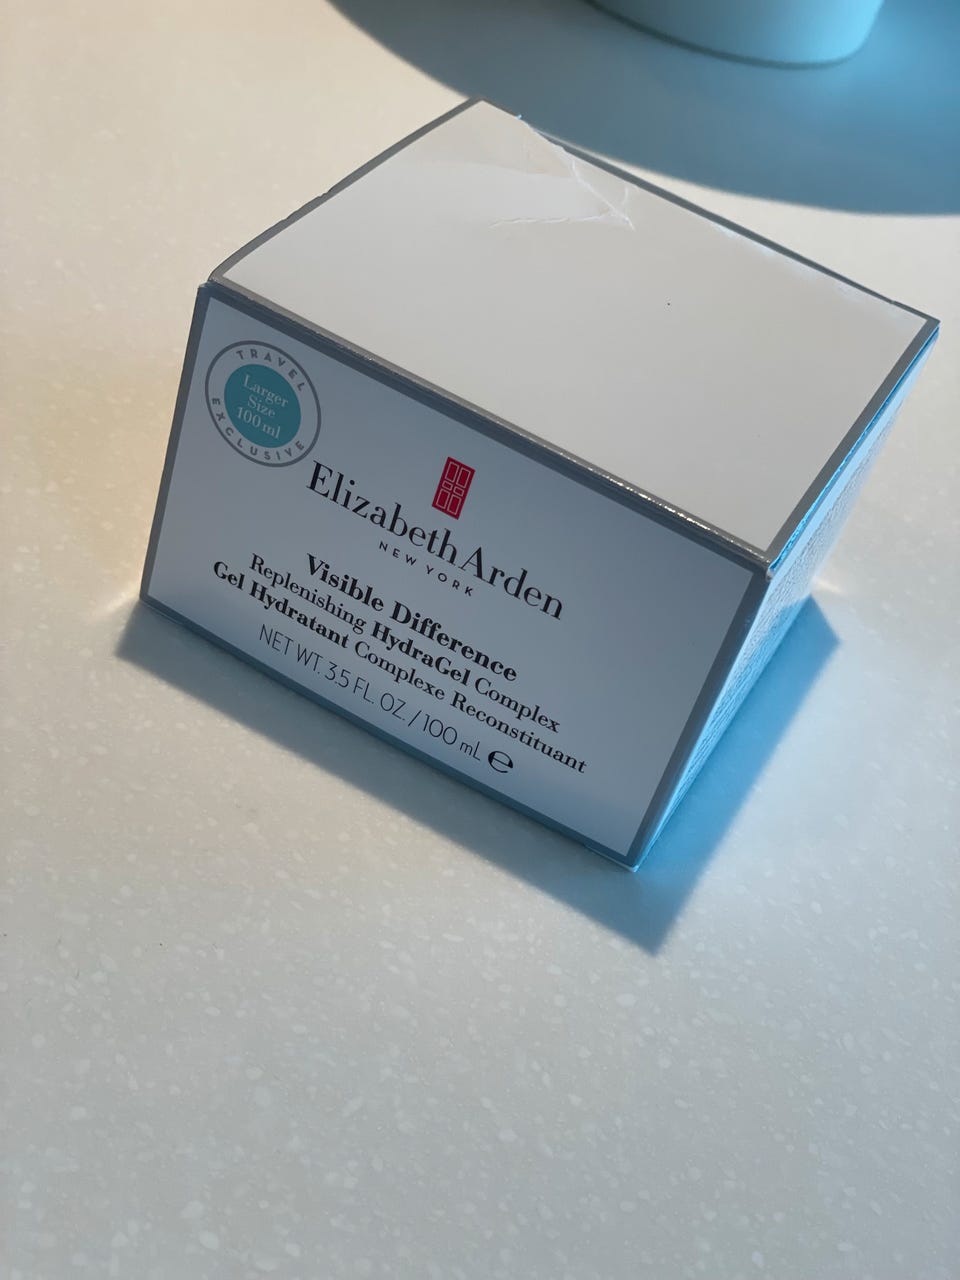 TRAVEL
Larger
Size
100 ml
EXCLUSIVE
Elizabeth Arden
NEW YORK
Visible Difference
Replenishing HydraGel Complex
Gel Hydratant Complexe Reconstituant
NET WT. 3.5 FL. OZ. / 100 mL ℮